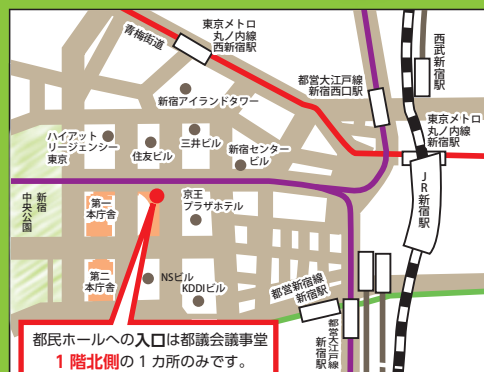 青梅街道
東京メトロ
丸ノ内線
西新宿駅
西武新宿駅
都営大江戸線
新宿西口駅
新宿アイランドタワー
東京メトロ
丸ノ内線
新宿駅
ハイアット
リージェンシー
東京
住友ビル
三井ビル
新宿センター
ビル
JR新宿駅
新宿
中央公園
第一
本庁舎
京王
プラザホテル
第二
本庁舎
NSビル
KDDIビル
都営新宿線
新宿駅
都営大江戸線
新宿駅
都民ホールへの入口は都議会議事堂
1階北側の1カ所のみです。